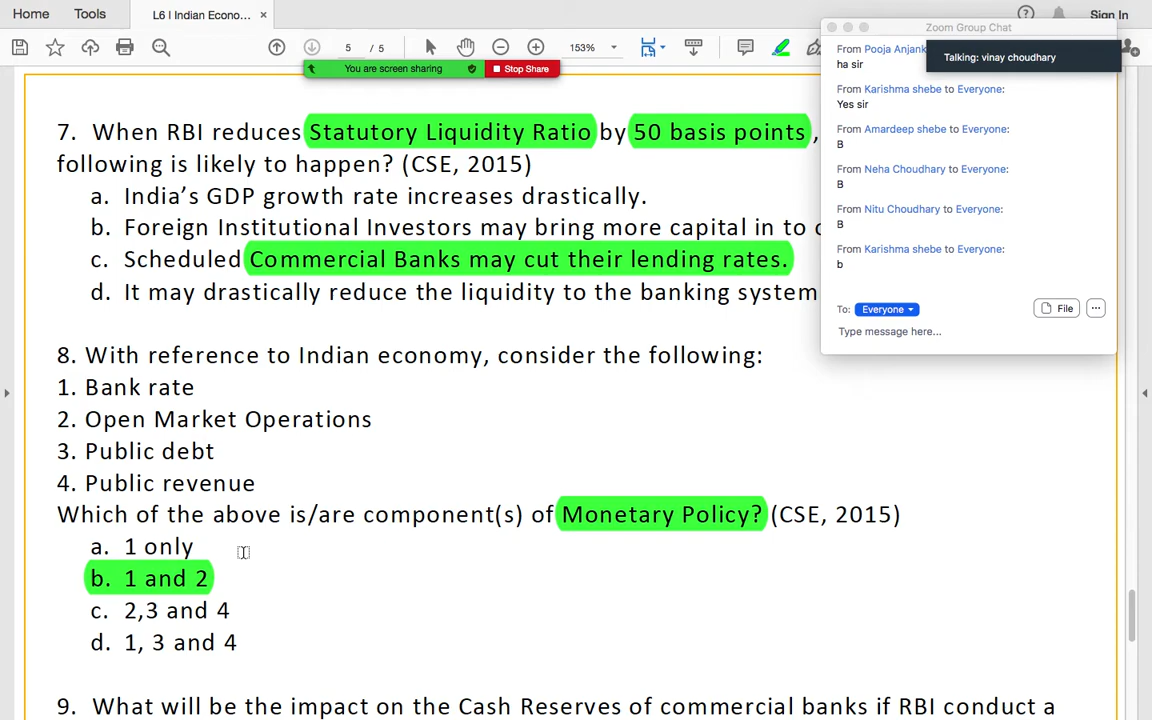 Home
Tools
L6 I Indian Econo... ×
Sign In
5 / 5
153%
You are screen sharing
Stop Share
Zoom Group Chat
Talking: vinay choudhary
From Pooja Anjank
ha sir
From Karishma shebe to Everyone:
Yes sir
From Amardeep shebe to Everyone:
B
From Neha Choudhary to Everyone:
B
From Nitu Choudhary to Everyone:
B
From Karishma shebe to Everyone:
b
To: Everyone
File
...
Type message here...
7. When RBI reduces Statutory Liquidity Ratio by 50 basis points,
following is likely to happen? (CSE, 2015)
a. India's GDP growth rate increases drastically.
b. Foreign Institutional Investors may bring more capital in to
c. Scheduled Commercial Banks may cut their lending rates.
d. It may drastically reduce the liquidity to the banking system
8. With reference to Indian economy, consider the following:
1. Bank rate
2. Open Market Operations
3. Public debt
4. Public revenue
Which of the above is/are component(s) of Monetary Policy? (CSE, 2015)
a. 1 only
b. 1 and 2
c. 2,3 and 4
d. 1, 3 and 4
9. What will be the impact on the Cash Reserves of commercial banks if RBI conduct a